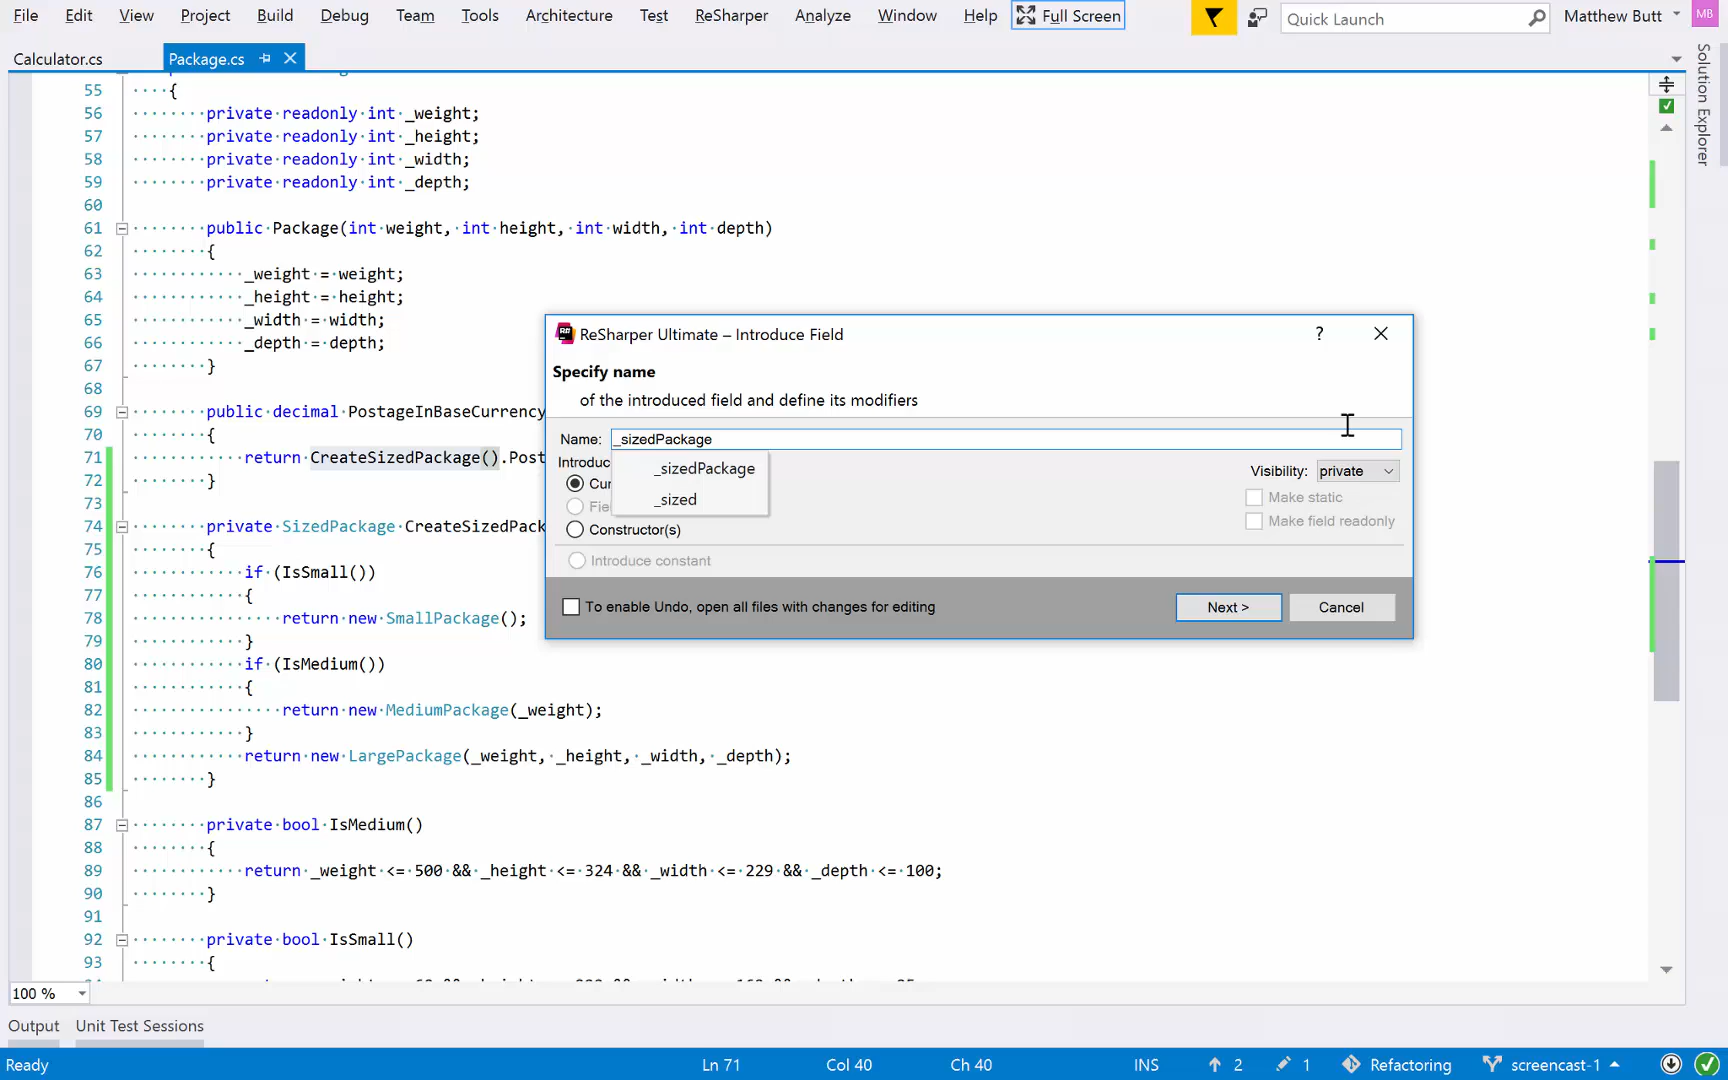 File Edit View Project Build Debug Team Tools Architecture Test ReSharper Analyze Window Help Full Screen Quick Launch Matthew Butt MB
Calculator.cs Package.cs
Solution Explorer
55 {
56 private readonly int _weight;
57 private readonly int _height;
58 private readonly int _width;
59 private readonly int _depth;
60
61 public Package(int weight, int height, int width, int depth)
62 {
63 _weight = weight;
64 _height = height;
65 _width = width;
66 _depth = depth;
67 }
68
69 public decimal PostageInBaseCurrency
70 {
71 return CreateSizedPackage().Post
72 }
73
74 private SizedPackage CreateSizedPack
75 {
76 if (IsSmall())
77 {
78 return new SmallPackage();
79 }
80 if (IsMedium())
81 {
82 return new MediumPackage(_weight);
83 }
84 return new LargePackage(_weight, _height, _width, _depth);
85 }
86
87 private bool IsMedium()
88 {
89 return _weight <= 500 && _height <= 324 && _width <= 229 && _depth <= 100;
90 }
91
92 private bool IsSmall()
93 {
ReSharper Ultimate – Introduce Field ?
Specify name
of the introduced field and define its modifiers
Name: _sizedPackage
_sizedPackage
_sized
Visibility: private
Make static
Make field readonly
Constructor(s)
Introduce constant
To enable Undo, open all files with changes for editing
Next > Cancel
100 %
Output Unit Test Sessions
Ready Ln 71 Col 40 Ch 40 INS 2 1 Refactoring screencast-1